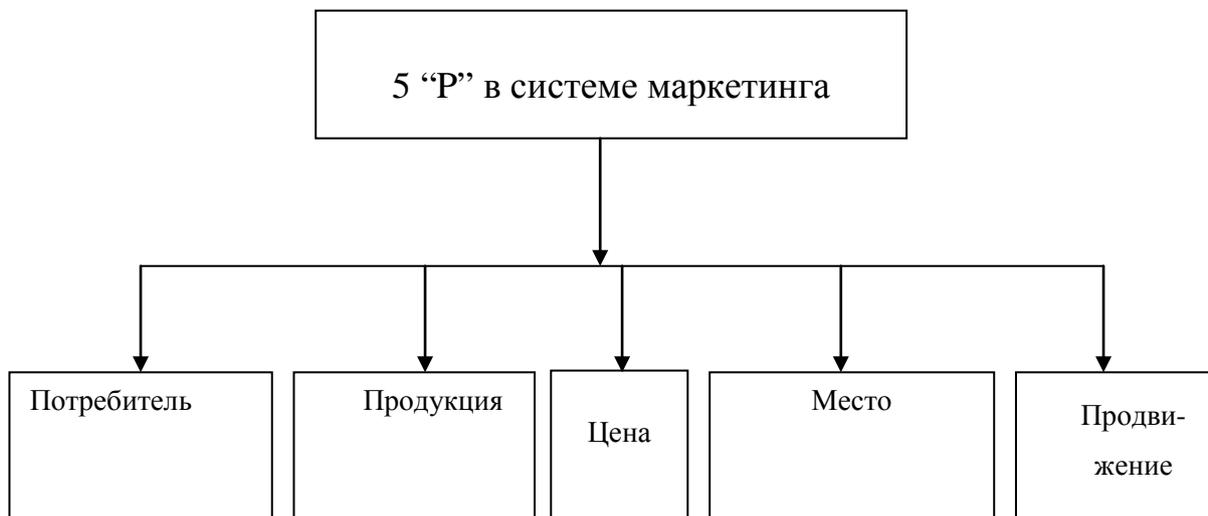 5 “Р” в системе маркетинга
Потребитель
Продукция
Цена
Место
Продви-
жение